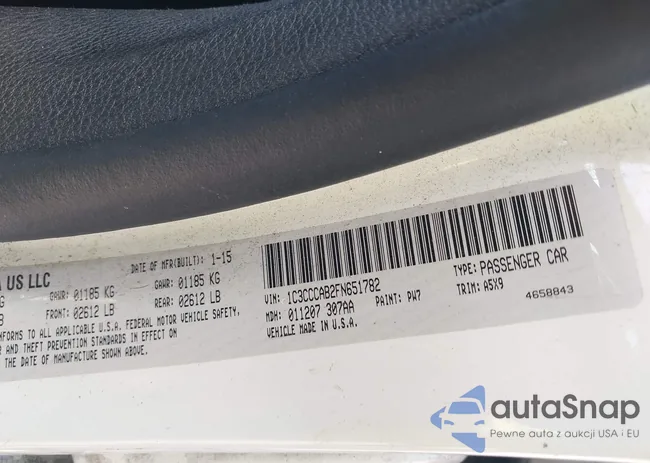 A US LLC
DATE OF MFR(BUILT): 1-15
GAWR: 01185 KG
GAWR: 01185 KG
FRONT: 02612 LB
REAR: 02612 LB
NFORMS TO ALL APPLICABLE U.S.A. FEDERAL MOTOR VEHICLE SAFETY,
R AND THEFT PREVENTION STANDARDS IN EFFECT ON
THE DATE OF MANUFACTURE SHOWN ABOVE.
VIN: 1C3CCCAB2FN651782
TYPE: PASSENGER CAR
MDH: 011207 307AA
PAINT: PW7
TRIM: A5X9
VEHICLE MADE IN U.S.A.
4658843
autaSnap
Pewne auta z aukcji USA i EU